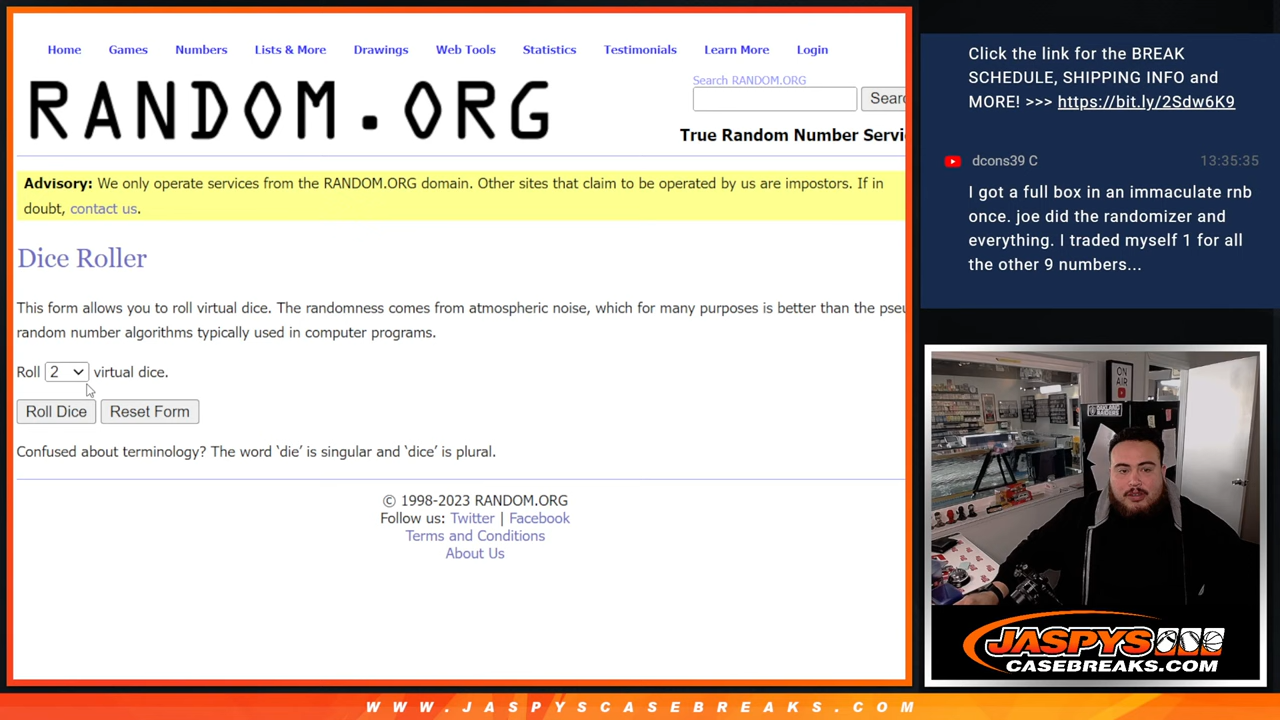 Home Games Numbers Lists & More Drawings Web Tools Statistics Testimonials Learn More Login
RANDOM.ORG
Search RANDOM.ORG
Searc
True Random Number Servi
Advisory: We only operate services from the RANDOM.ORG domain. Other sites that claim to be operated by us are impostors. If in
doubt, contact us.
Dice Roller
This form allows you to roll virtual dice. The randomness comes from atmospheric noise, which for many purposes is better than the pseu
random number algorithms typically used in computer programs.
Roll 2 virtual dice.
Roll Dice Reset Form
Confused about terminology? The word ‘die’ is singular and ‘dice’ is plural.
© 1998-2023 RANDOM.ORG
Follow us: Twitter | Facebook
Terms and Conditions
About Us
Click the link for the BREAK
SCHEDULE, SHIPPING INFO and
MORE! >>> https://bit.ly/2Sdw6K9
dcons39 C 13:35:35
I got a full box in an immaculate rnb
once. joe did the randomizer and
everything. I traded myself 1 for all
the other 9 numbers...
ON
AIR
OAKLAND
RAIDERS
JASPYS
CASEBREAKS.COM
WWW.JASPYSCASEBREAKS.COM